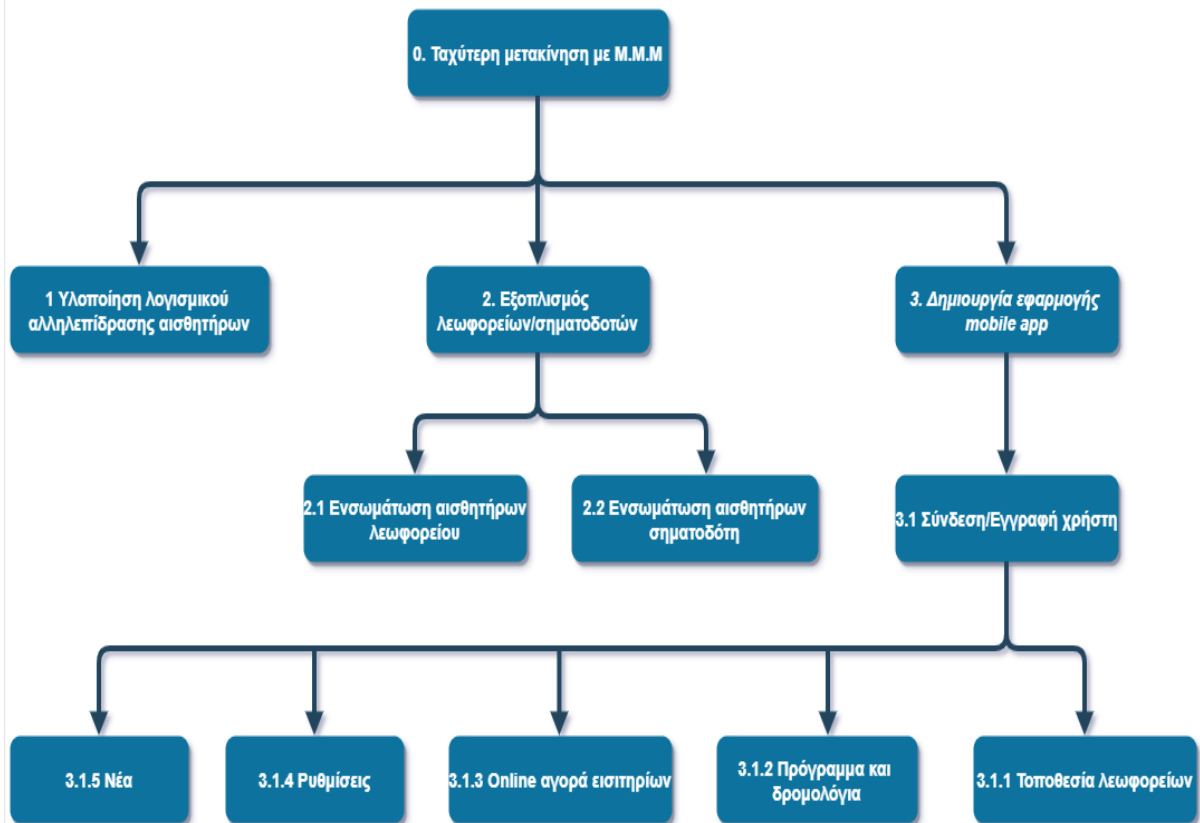 0. Ταχύτερη μετακίνηση με Μ.Μ.Μ
1 Υλοποίηση λογισμικού
αλληλεπίδρασης αισθητήρων
2. Εξοπλισμός
λεωφορείων/σηματοδοτών
3. Δημιουργία εφαρμογής
mobile app
2.1 Ενσωμάτωση αισθητήρων
λεωφορείου
2.2 Ενσωμάτωση αισθητήρων
σηματοδότη
3.1 Σύνδεση/Εγγραφή χρήστη
3.1.5 Νέα
3.1.4 Ρυθμίσεις
3.1.3 Online αγορά εισιτηρίων
3.1.2 Πρόγραμμα και
δρομολόγια
3.1.1 Τοποθεσία λεωφορείων